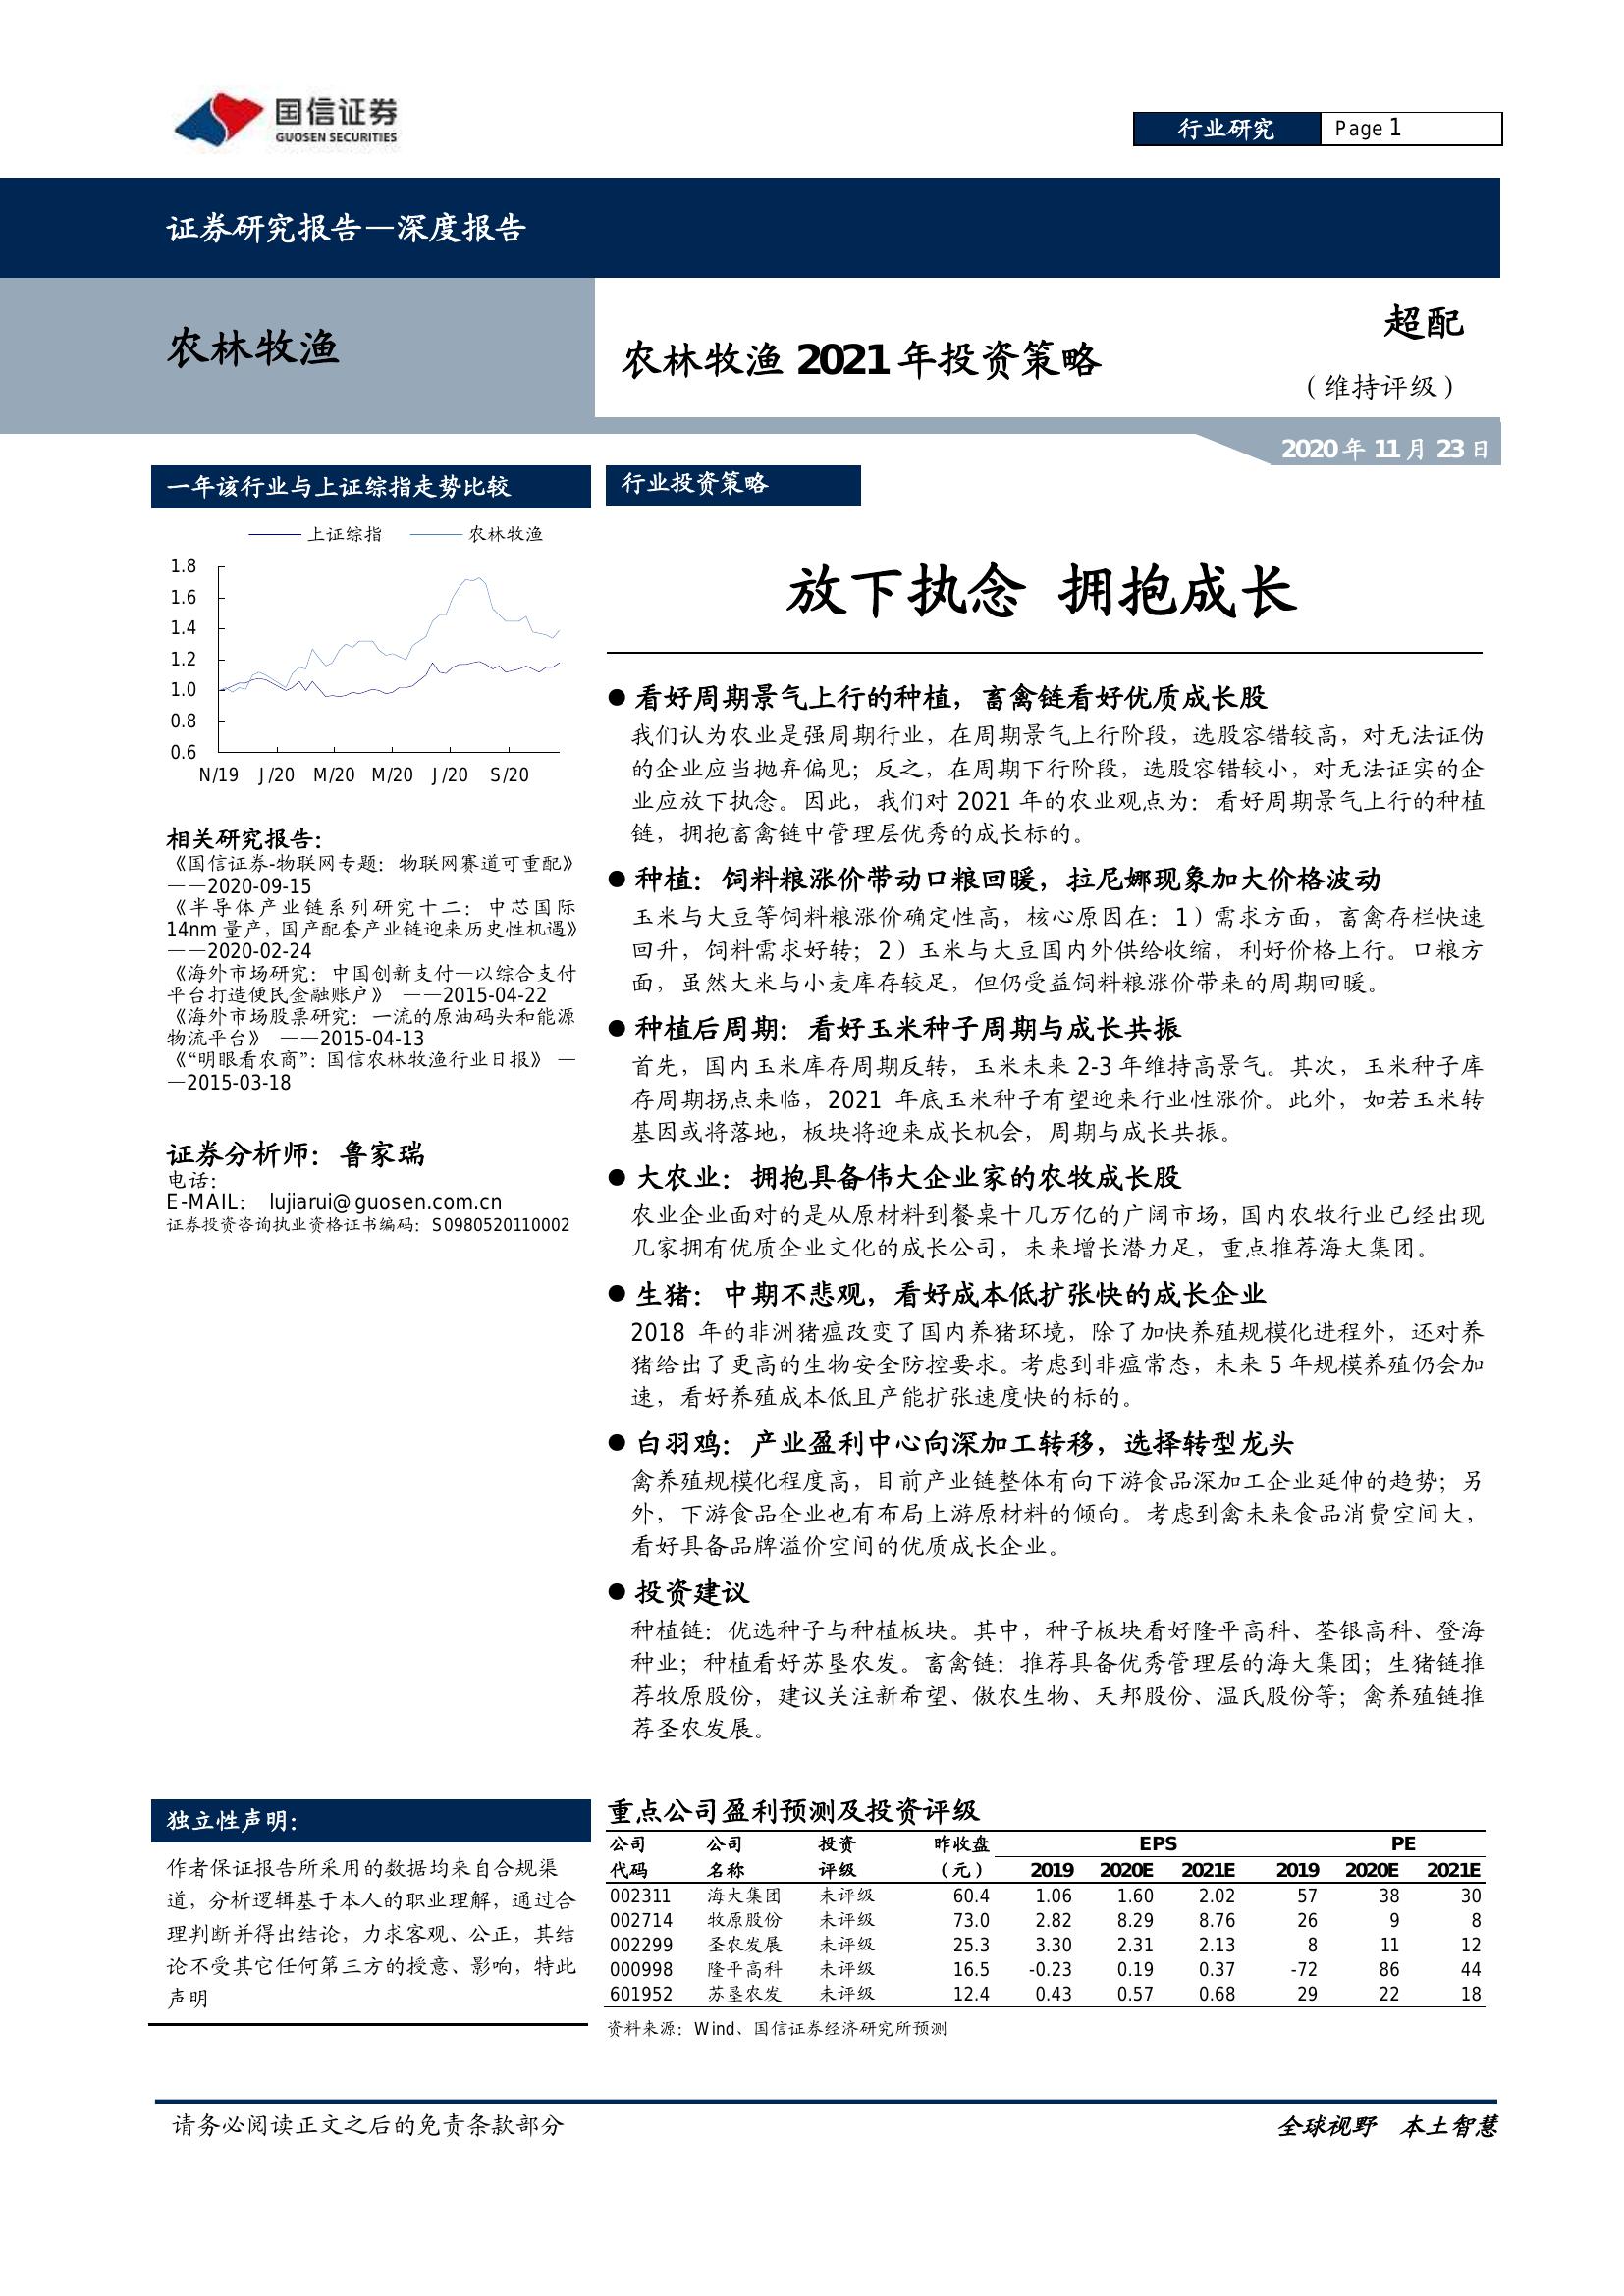 国信证券
GUOSEN SECURITIES
行业研究 Page 1
证券研究报告—深度报告
农林牧渔
农林牧渔 2021 年投资策略
超配
（维持评级）
2020 年 11 月 23 日
一年该行业与上证综指走势比较
上证综指 农林牧渔
1.8
1.6
1.4
1.2
1.0
0.8
0.6
N/19 J/20 M/20 M/20 J/20 S/20
相关研究报告：
《国信证券-物联网专题：物联网赛道可重配》
——2020-09-15
《半导体产业链系列研究十二：中芯国际
14nm 量产，国产配套产业链迎来历史性机遇》
——2020-02-24
《海外市场研究：中国创新支付—以综合支付
平台打造便民金融账户》 ——2015-04-22
《海外市场股票研究：一流的原油码头和能源
物流平台》 ——2015-04-13
《“明眼看农商”：国信农林牧渔行业日报》 —
—2015-03-18
证券分析师：鲁家瑞
电话：
E-MAIL： lujiarui@guosen.com.cn
证券投资咨询执业资格证书编码：S0980520110002
行业投资策略
放下执念 拥抱成长
● 看好周期景气上行的种植，畜禽链看好优质成长股
我们认为农业是强周期行业，在周期景气上行阶段，选股容错较高，对无法证伪
的企业应当抛弃偏见；反之，在周期下行阶段，选股容错较小，对无法证实的企
业应放下执念。因此，我们对 2021 年的农业观点为：看好周期景气上行的种植
链，拥抱畜禽链中管理层优秀的成长标的。
● 种植：饲料粮涨价带动口粮回暖，拉尼娜现象加大价格波动
玉米与大豆等饲料粮涨价确定性高，核心原因在：1）需求方面，畜禽存栏快速
回升，饲料需求好转；2）玉米与大豆国内外供给收缩，利好价格上行。口粮方
面，虽然大米与小麦库存较足，但仍受益饲料粮涨价带来的周期回暖。
● 种植后周期：看好玉米种子周期与成长共振
首先，国内玉米库存周期反转，玉米未来 2-3 年维持高景气。其次，玉米种子库
存周期拐点来临，2021 年底玉米种子有望迎来行业性涨价。此外，如若玉米转
基因或将落地，板块将迎来成长机会，周期与成长共振。
● 大农业：拥抱具备伟大企业家的农牧成长股
农业企业面对的是从原材料到餐桌十几万亿的广阔市场，国内农牧行业已经出现
几家拥有优质企业文化的成长公司，未来增长潜力足，重点推荐海大集团。
● 生猪：中期不悲观，看好成本低扩张快的成长企业
2018 年的非洲猪瘟改变了国内养猪环境，除了加快养殖规模化进程外，还对养
猪给出了更高的生物安全防控要求。考虑到非瘟常态，未来 5 年规模养殖仍会加
速，看好养殖成本低且产能扩张速度快的标的。
● 白羽鸡：产业盈利中心向深加工转移，选择转型龙头
禽养殖规模化程度高，目前产业链整体有向下游食品深加工企业延伸的趋势；另
外，下游食品企业也有布局上游原材料的倾向。考虑到禽未来食品消费空间大，
看好具备品牌溢价空间的优质成长企业。
● 投资建议
种植链：优选种子与种植板块。其中，种子板块看好隆平高科、荃银高科、登海
种业；种植看好苏垦农发。畜禽链：推荐具备优秀管理层的海大集团；生猪链推
荐牧原股份，建议关注新希望、傲农生物、天邦股份、温氏股份等；禽养殖链推
荐圣农发展。
独立性声明：
作者保证报告所采用的数据均来自合规渠
道，分析逻辑基于本人的职业理解，通过合
理判断并得出结论，力求客观、公正，其结
论不受其它任何第三方的授意、影响，特此
声明
重点公司盈利预测及投资评级
公司 公司 投资 昨收盘 EPS PE
代码 名称 评级 （元） 2019 2020E 2021E 2019 2020E 2021E
002311 海大集团 未评级 60.4 1.06 1.60 2.02 57 38 30
002714 牧原股份 未评级 73.0 2.82 8.29 8.76 26 9 8
002299 圣农发展 未评级 25.3 3.30 2.31 2.13 8 11 12
000998 隆平高科 未评级 16.5 -0.23 0.19 0.37 -72 86 44
601952 苏垦农发 未评级 12.4 0.43 0.57 0.68 29 22 18
资料来源：Wind、国信证券经济研究所预测
请务必阅读正文之后的免责条款部分
全球视野 本土智慧